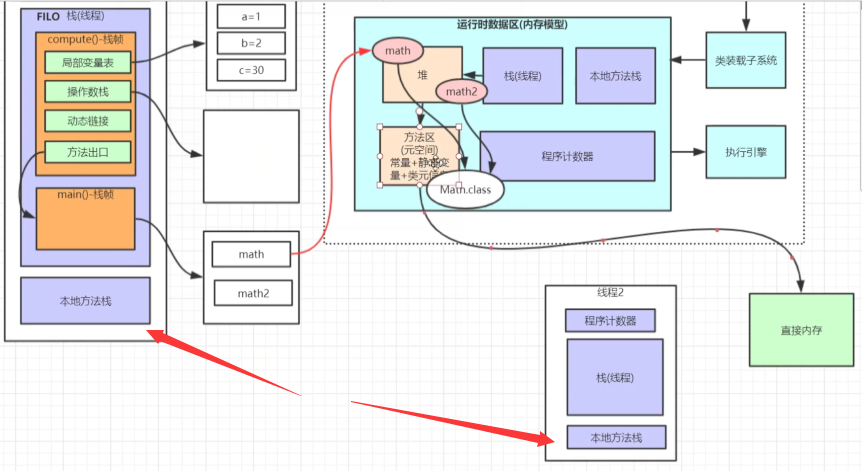 FILO 栈(线程)
compute()-栈帧
局部变量表
操作数栈
动态链接
方法出口
main()-栈帧
本地方法栈
a=1
b=2
c=30
math
math2
运行时数据区(内存模型)
math
堆
math2
栈(线程)
本地方法栈
方法区
(元空间)
常量+静态变
量+类元
Math.class
程序计数器
类装载子系统
执行引擎
线程2
程序计数器
栈(线程)
本地方法栈
直接内存